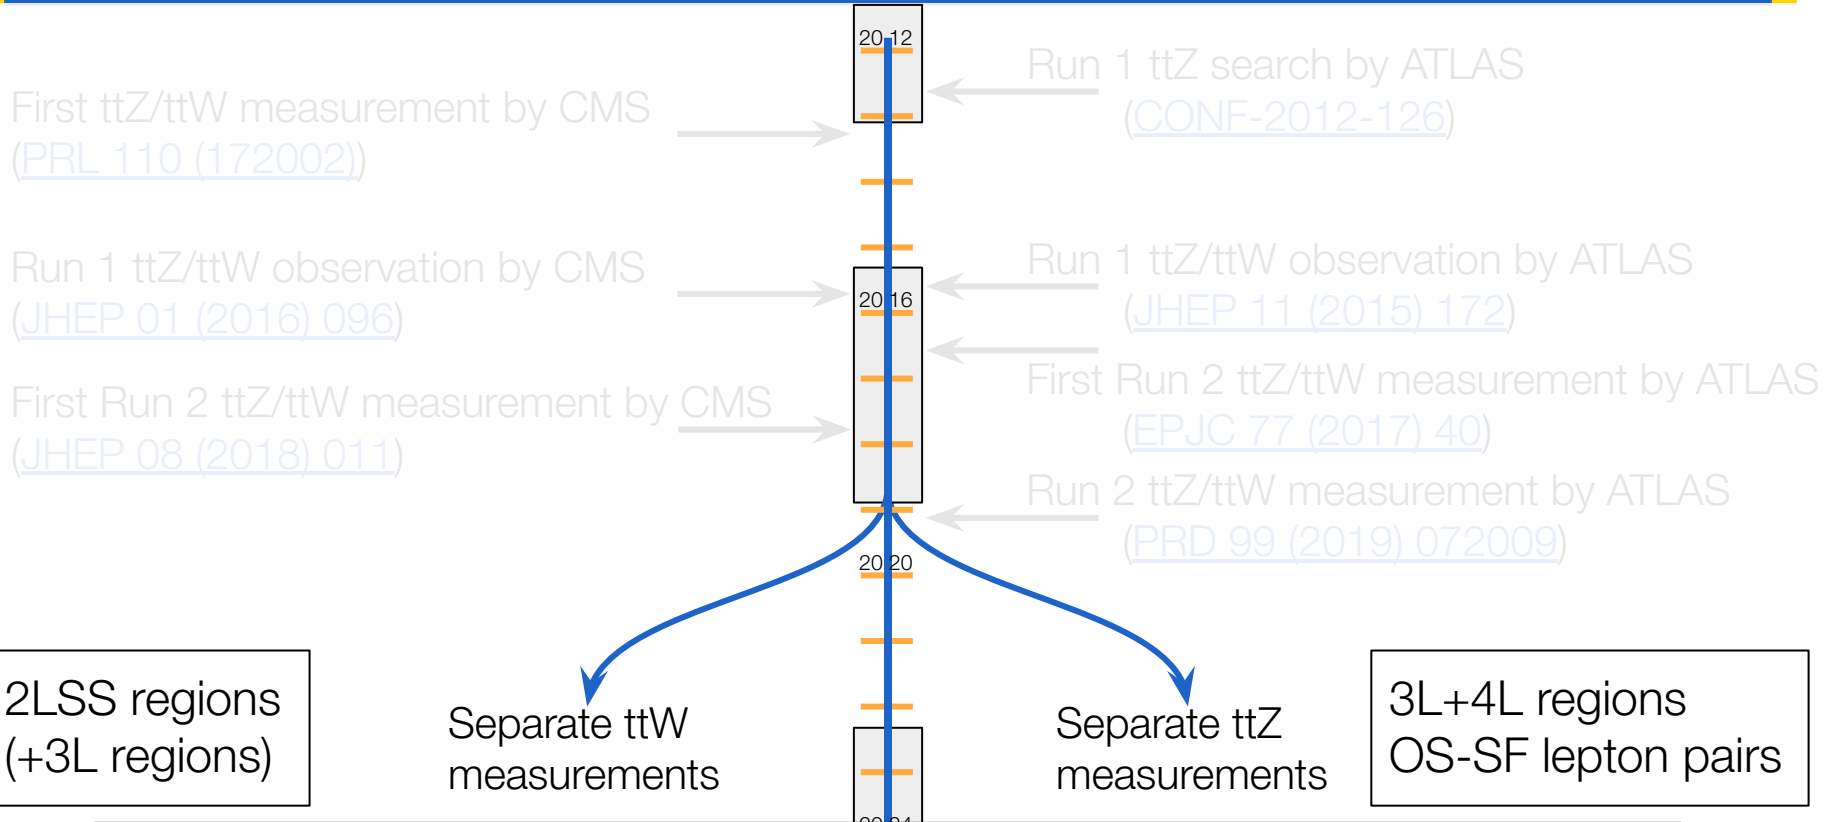 2012
Run 1 ttZ search by ATLAS
(CONF-2012-126)
First ttZ/ttW measurement by CMS
(PRL 110 (172002))
Run 1 ttZ/ttW observation by CMS
(JHEP 01 (2016) 096)
Run 1 ttZ/ttW observation by ATLAS
(JHEP 11 (2015) 172)
2016
First Run 2 ttZ/ttW measurement by CMS
(JHEP 08 (2018) 011)
First Run 2 ttZ/ttW measurement by ATLAS
(EPJC 77 (2017) 40)
Run 2 ttZ/ttW measurement by ATLAS
(PRD 99 (2019) 072009)
2020
2LSS regions
(+3L regions)
Separate ttW
measurements
Separate ttZ
measurements
3L+4L regions
OS-SF lepton pairs
2024